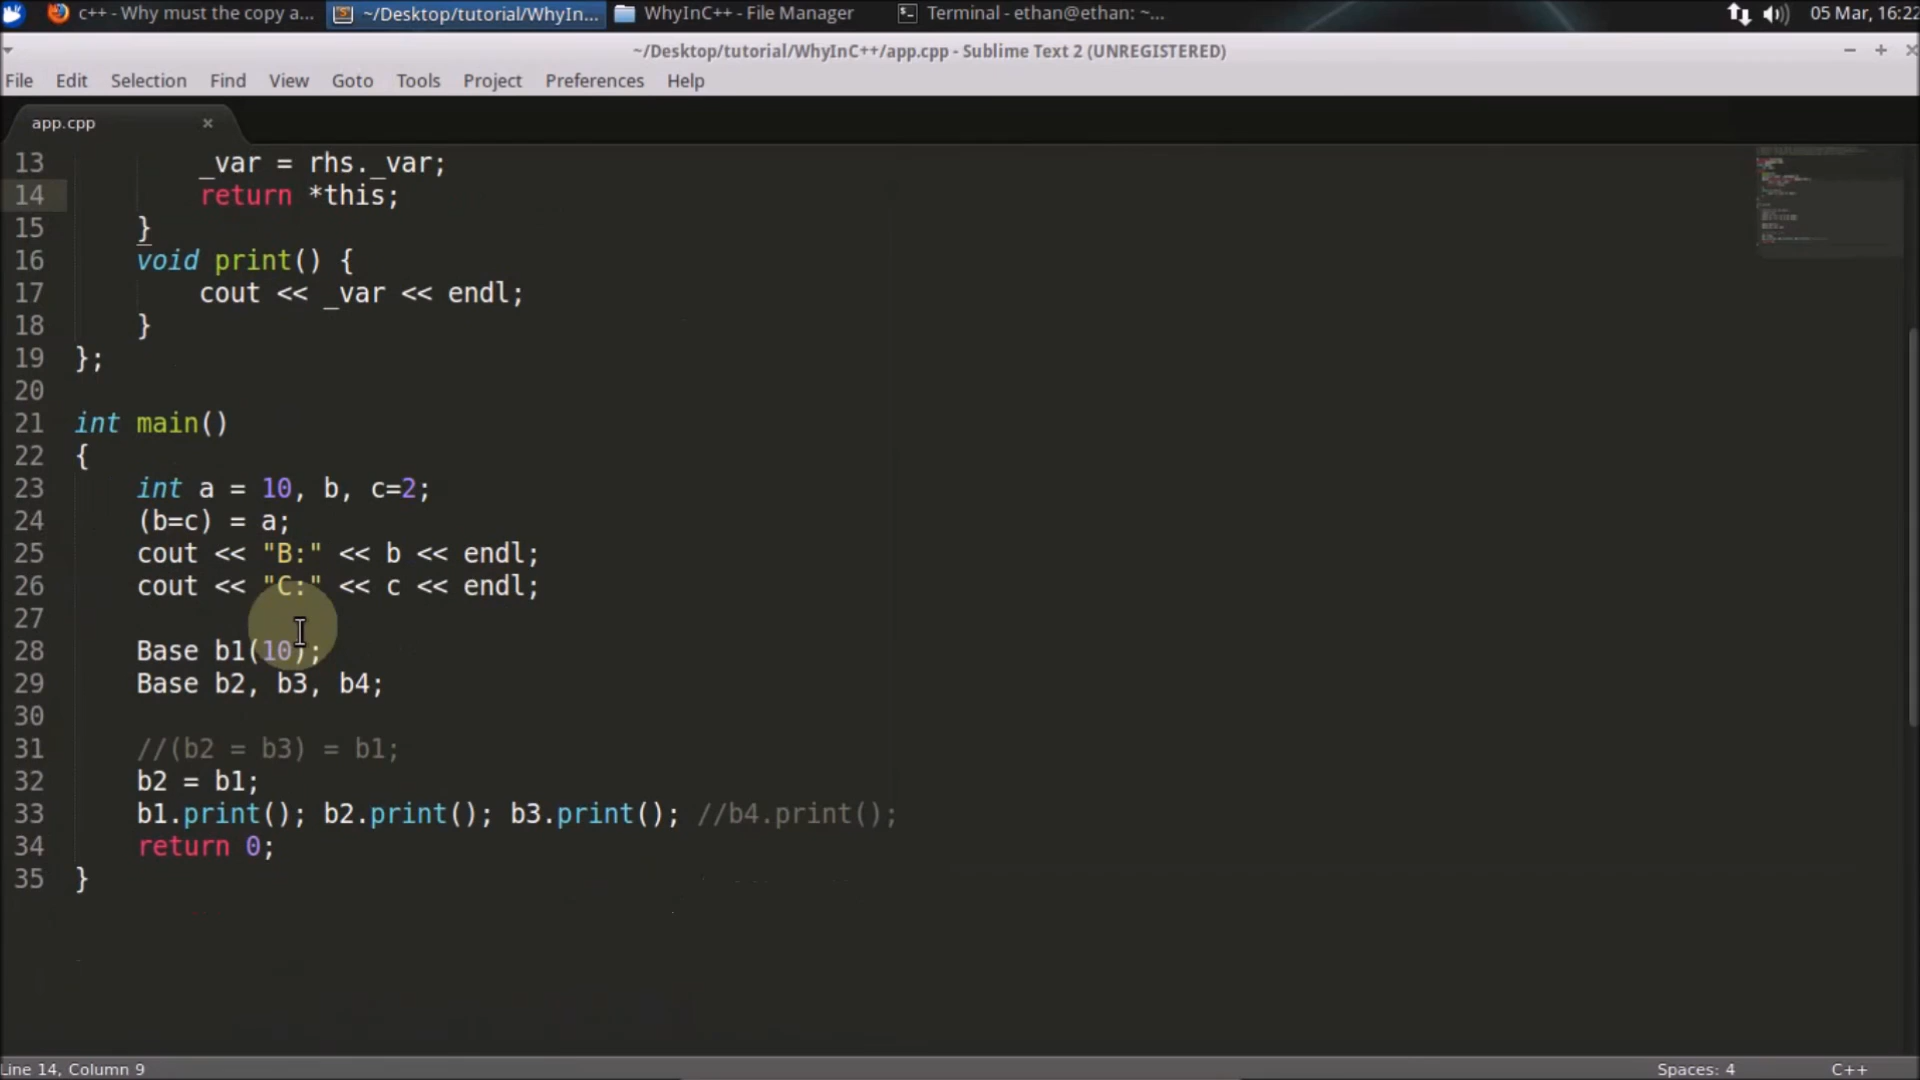 c++ - Why must the copy a...
~/Desktop/tutorial/WhyIn...
WhyInC++ - File Manager
Terminal - ethan@ethan: ~...
05 Mar, 16:22
~/Desktop/tutorial/WhyInC++/app.cpp - Sublime Text 2 (UNREGISTERED)
File Edit Selection Find View Goto Tools Project Preferences Help
app.cpp ×
13 _var = rhs._var;
14 return *this;
15 }
16 void print() {
17 cout << _var << endl;
18 }
19 };
20
21 int main()
22 {
23 int a = 10, b, c=2;
24 (b=c) = a;
25 cout << "B:" << b << endl;
26 cout << "C:" << c << endl;
27
28 Base b1(10);
29 Base b2, b3, b4;
30
31 //(b2 = b3) = b1;
32 b2 = b1;
33 b1.print(); b2.print(); b3.print(); //b4.print();
34 return 0;
35 }
Line 14, Column 9
Spaces: 4
C++